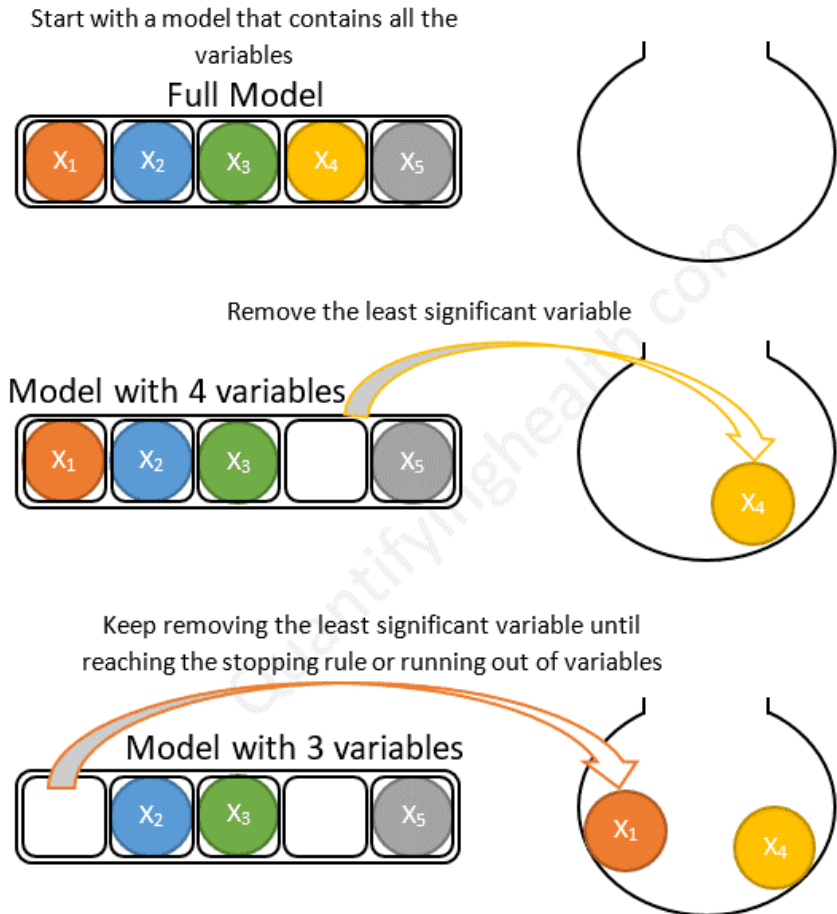 Start with a model that contains all the
variables
Full Model
X₁ X₂ X₃ X₄ X₅
Remove the least significant variable
Model with 4 variables
X₁ X₂ X₃ X₅
X₄
Keep removing the least significant variable until
reaching the stopping rule or running out of variables
Model with 3 variables
X₂ X₃ X₅
X₁ X₄
Quantifyinghealth.com